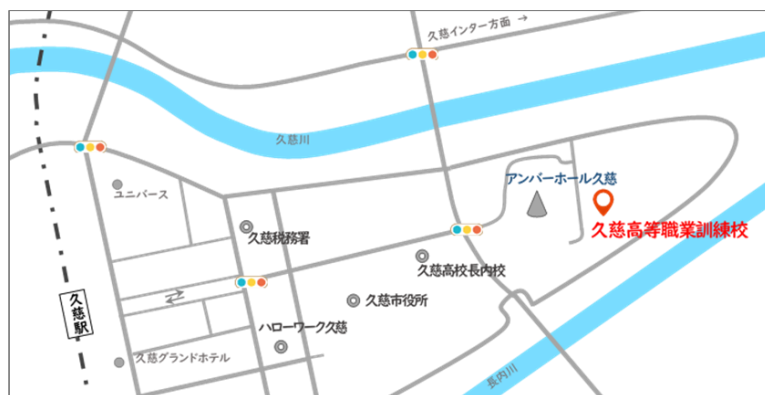 久慈インター方面 →
久慈川
ユニバース
アンバーホール久慈
久慈高等職業訓練校
久慈税務署
久慈高校長内校
久慈市役所
久慈駅
ハローワーク久慈
久慈グランドホテル
長内川